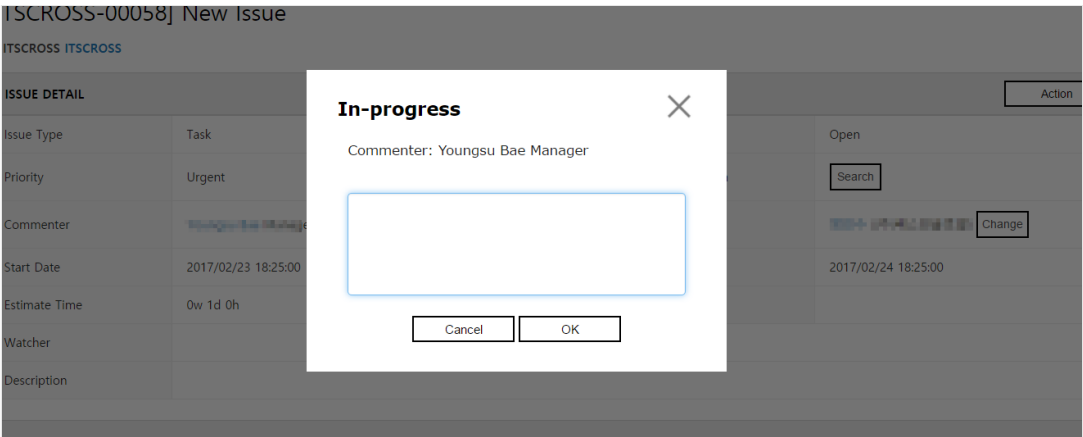 TSCROSS-00058] New Issue
ITSCROSS ITSCROSS
ISSUE DETAIL
Action
In-progress
Commenter: Youngsu Bae Manager
Cancel OK
Issue Type Task Open
Priority Urgent Search
Commenter Change
Start Date 2017/02/23 18:25:00 2017/02/24 18:25:00
Estimate Time 0w 1d 0h
Watcher
Description